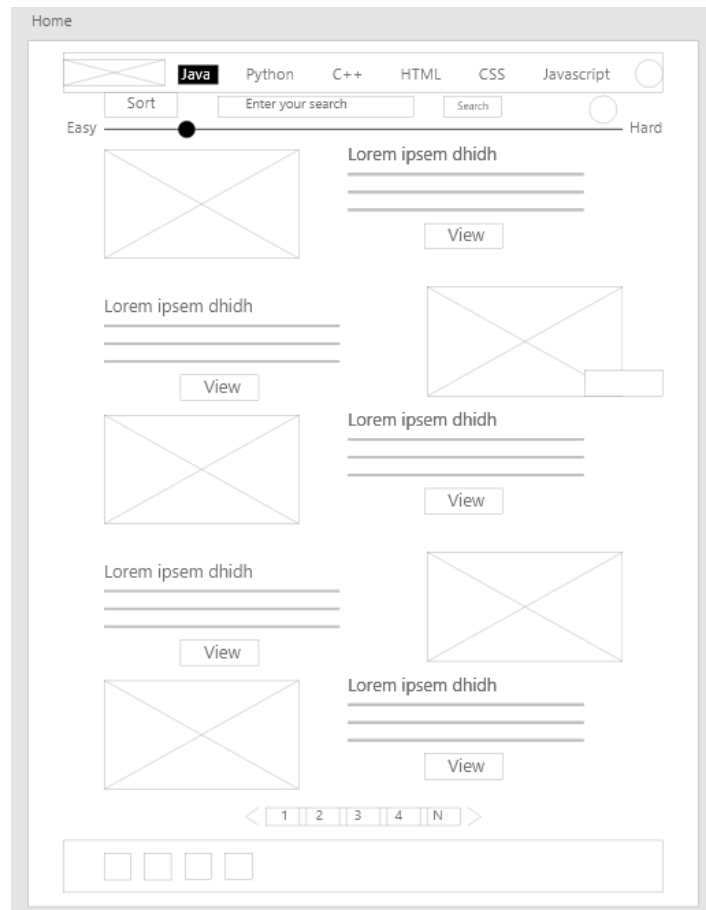 Home
Java Python C++ HTML CSS Javascript
Sort Enter your search Search
Easy Hard
Lorem ipsem dhidh
View
Lorem ipsem dhidh
View
Lorem ipsem dhidh
View
Lorem ipsem dhidh
View
Lorem ipsem dhidh
View
1 2 3 4 N